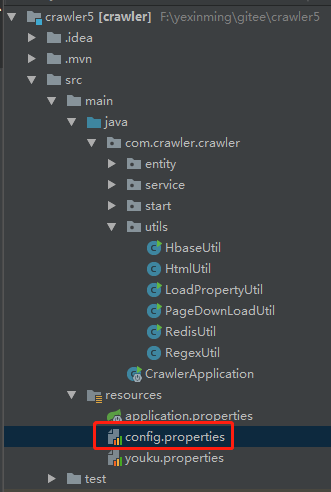 crawler5 [crawler] F:\yexinming\gitee\crawler5
.idea
.mvn
src
main
java
com.crawler.crawler
entity
service
start
utils
HbaseUtil
HtmlUtil
LoadPropertyUtil
PageDownLoadUtil
RedisUtil
RegexUtil
CrawlerApplication
resources
application.properties
config.properties
youku.properties
test